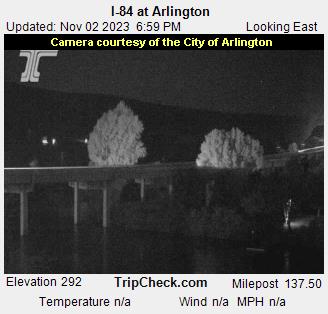 I-84 at Arlington
Updated: Nov 02 2023 6:59 PM Looking East
Camera courtesy of the City of Arlington
Elevation 292 TripCheck.com Milepost 137.50
Temperature n/a Wind n/a MPH n/a